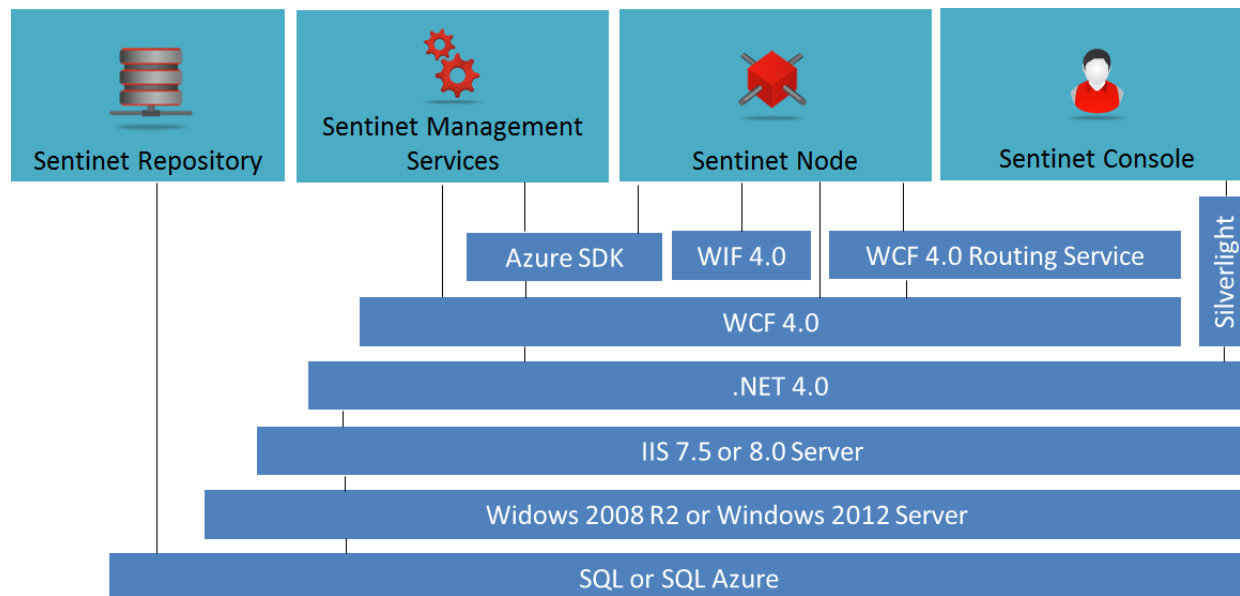 Sentinet Repository
Sentinet Management
Services
Sentinet Node
Sentinet Console
Azure SDK
WIF 4.0
WCF 4.0 Routing Service
Silverlight
WCF 4.0
.NET 4.0
IIS 7.5 or 8.0 Server
Widows 2008 R2 or Windows 2012 Server
SQL or SQL Azure